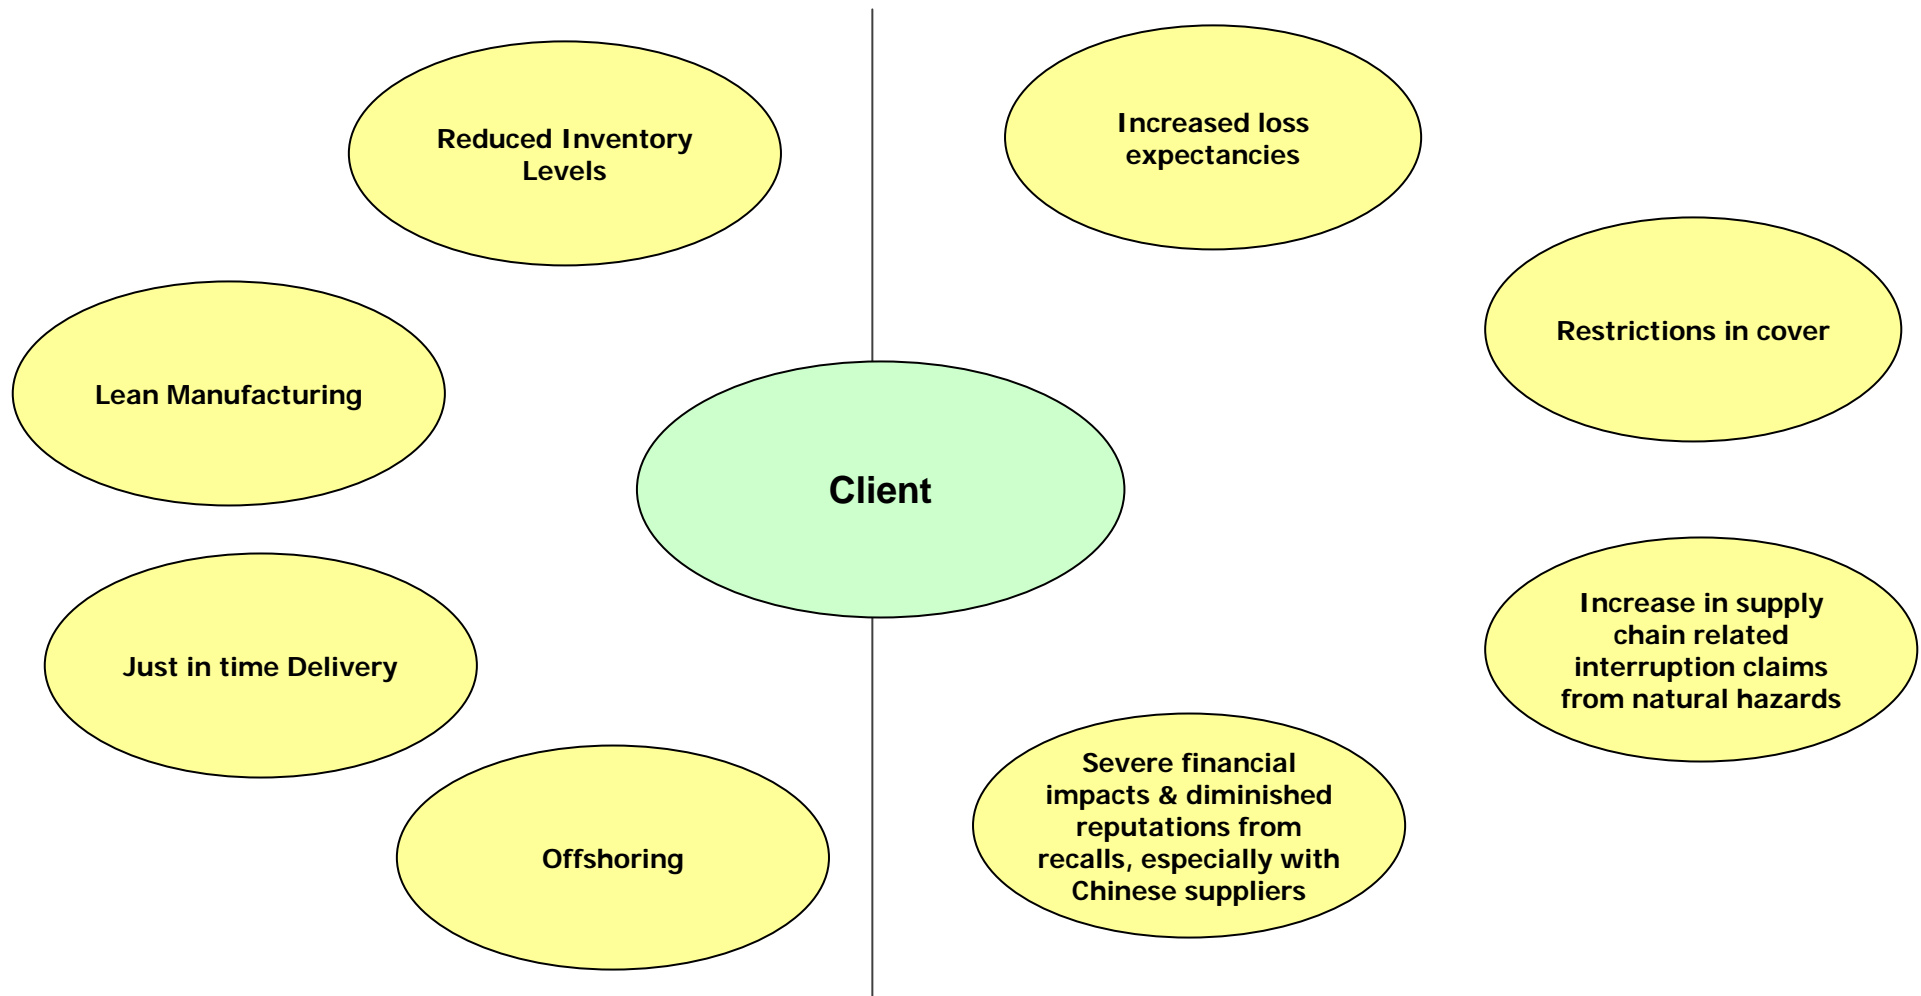 Reduced Inventory
Levels
Lean Manufacturing
Just in time Delivery
Offshoring
Client
Increased loss
expectancies
Restrictions in cover
Increase in supply
chain related
interruption claims
from natural hazards
Severe financial
impacts & diminished
reputations from
recalls, especially with
Chinese suppliers